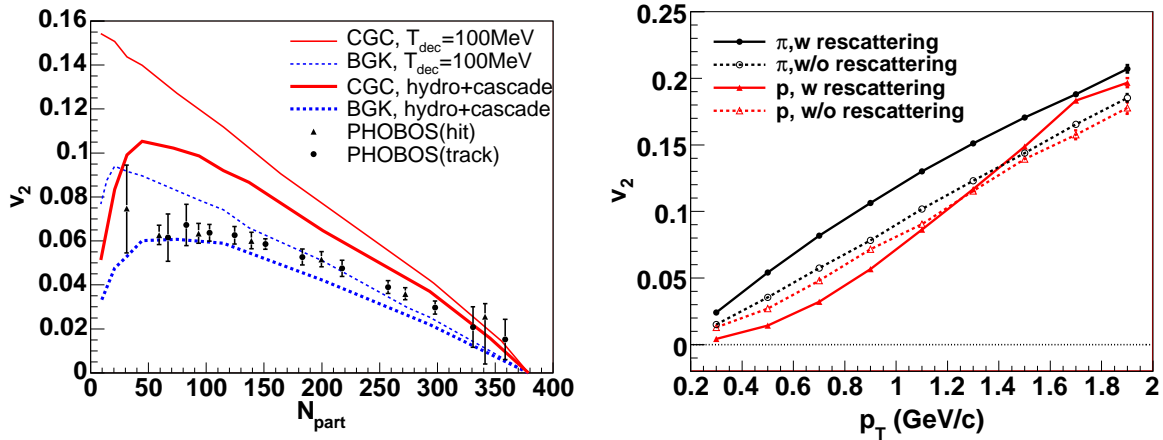 0.16
0.14
0.12
0.1
0.08
0.06
0.04
0.02
0
v2
CGC, Tdec=100MeV
BGK, Tdec=100MeV
CGC, hydro+cascade
BGK, hydro+cascade
PHOBOS(hit)
PHOBOS(track)
0 50 100 150 200 250 300 350 400
Npart
0.25
0.2
0.15
0.1
0.05
0
v2
π,w rescattering
π,w/o rescattering
p, w rescattering
p, w/o rescattering
0.2 0.4 0.6 0.8 1 1.2 1.4 1.6 1.8 2
pT (GeV/c)